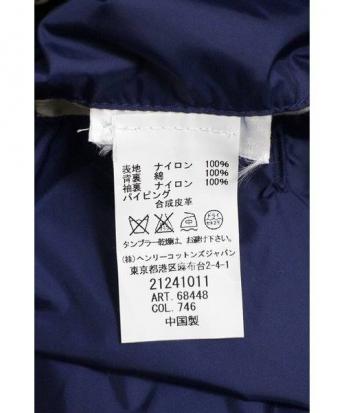 表地 ナイロン 100%
背裏 綿 100%
袖裏 ナイロン 100%
パイピング
合成皮革
ドライ
タンブラー乾燥は、お避け下さい。
(株)ヘンリーコットンズジャパン
東京都港区麻布台2-4-1
21241011
ART. 68448
COL. 746
中国製